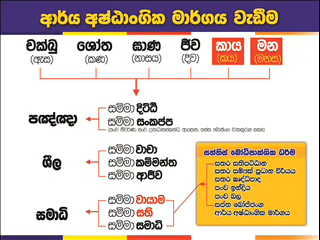 ආර්ය අෂ්ඨාංගික මාර්ගය වැඩීම
චක්ඛු ශෝත ඝාණ ජිව කාය මන
(ඇස) (කණ) (නාසය) (දිව) (කය) (මනස)
පඤ්ඤා
සම්මා දිට්ඨි
සම්මා සංකප්ප
ශීල
සම්මා වාචා
සම්මා කම්මන්ත
සම්මා ආජීව
සමාධි
සම්මා වායාම
සම්මා සති
සම්මා සමාධි
සත්තිස් බෝධිපාක්ෂික ධර්ම
සතර සතිපට්ඨාන
සතර සම්‍යක් ප්‍රධාන වීර්යය
සතර ඍද්ධිපාද
පංච ඉන්ද්‍රිය
පංච බල
සප්ත බොජ්ඣංග
ආර්ය අෂ්ඨාංගික මාර්ගය